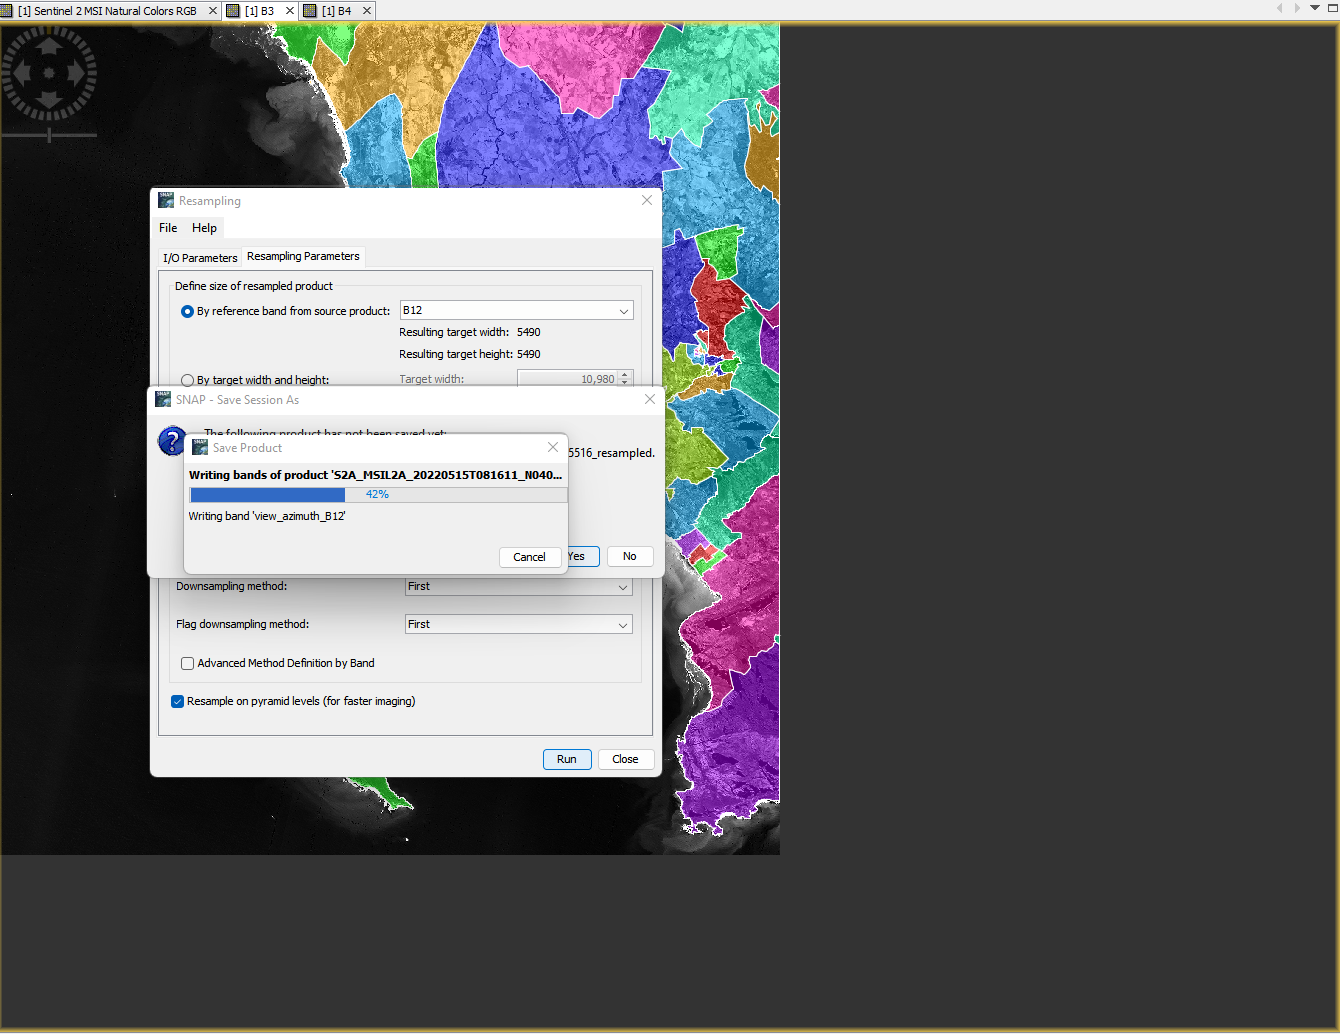 [1] Sentinel 2 MSI Natural Colors RGB [1] B3 [1] B4
SNAP Resampling
File Help
I/O Parameters Resampling Parameters
Define size of resampled product
By reference band from source product: B12
Resulting target width: 5490
Resulting target height: 5490
By target width and height: Target width: 10,980
SNAP SNAP - Save Session As
The following product has not been saved yet:
SNAP Save Product
5516_resampled.
Writing bands of product 'S2A_MSIL2A_20220515T081611_N040...
42%
Writing band 'view_azimuth_B12'
Cancel Yes No
Downsampling method: First
Flag downsampling method: First
Advanced Method Definition by Band
Resample on pyramid levels (for faster imaging)
Run Close